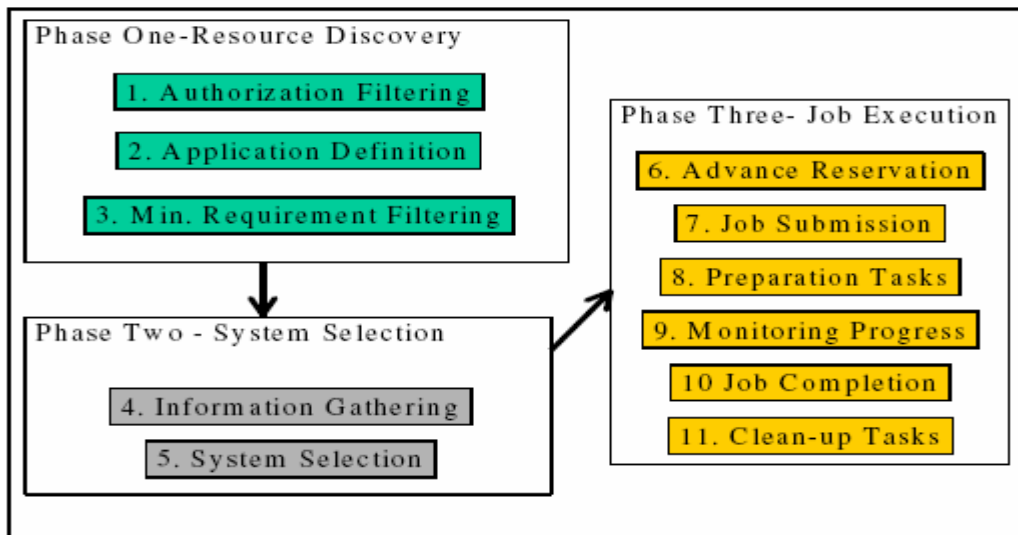 Phase One-Resource Discovery
1. Authorization Filtering
2. Application Definition
3. Min. Requirement Filtering
Phase Two - System Selection
4. Information Gathering
5. System Selection
Phase Three- Job Execution
6. Advance Reservation
7. Job Submission
8. Preparation Tasks
9. Monitoring Progress
10 Job Completion
11. Clean-up Tasks